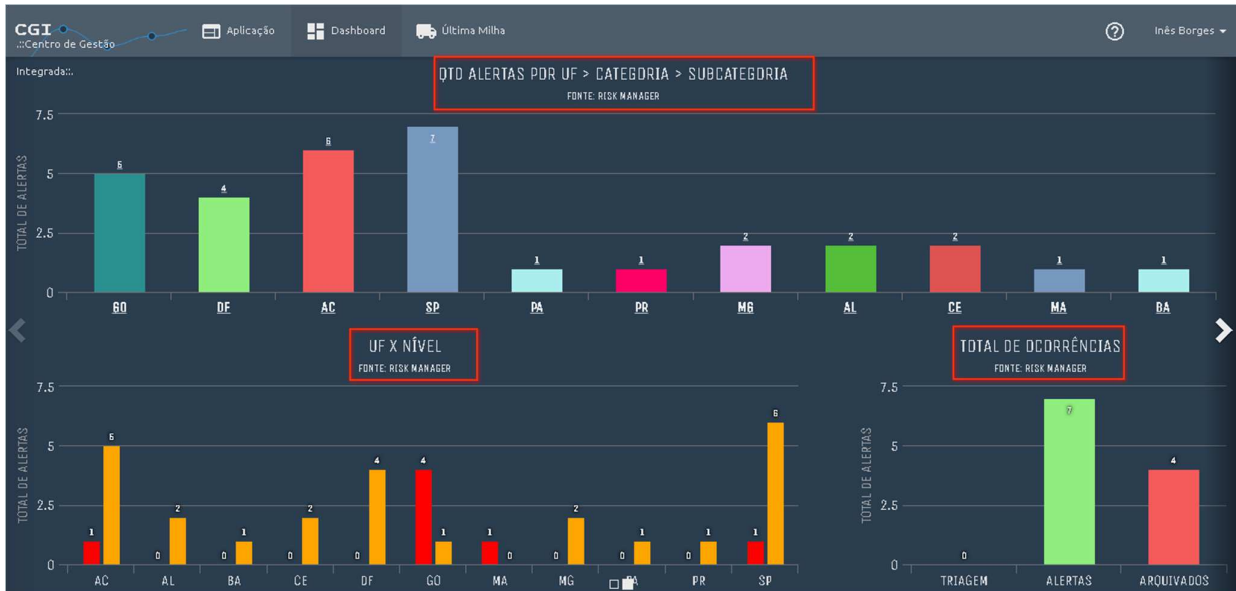 CGI
.::Centro de Gestão
Integrada::.
Aplicação
Dashboard
Última Milha
Inês Borges
QTD ALERTAS POR UF > CATEGORIA > SUBCATEGORIA
FONTE: RISK MANAGER
TOTAL DE ALERTAS
7.5
5
2.5
0
5
4
6
7
1
1
2
2
2
1
1
GO
DF
AC
SP
PA
PR
MG
AL
CE
MA
BA
UF X NÍVEL
FONTE: RISK MANAGER
TOTAL DE ALERTAS
7.5
5
2.5
0
1
5
0
2
0
1
0
2
0
4
4
1
1
0
0
2
0
1
0
1
1
6
AC
AL
BA
CE
DF
GO
MA
MG
PA
PR
SP
TOTAL DE OCORRÊNCIAS
FONTE: RISK MANAGER
TOTAL DE ALERTAS
7.5
5
2.5
0
0
7
4
TRIAGEM
ALERTAS
ARQUIVADOS